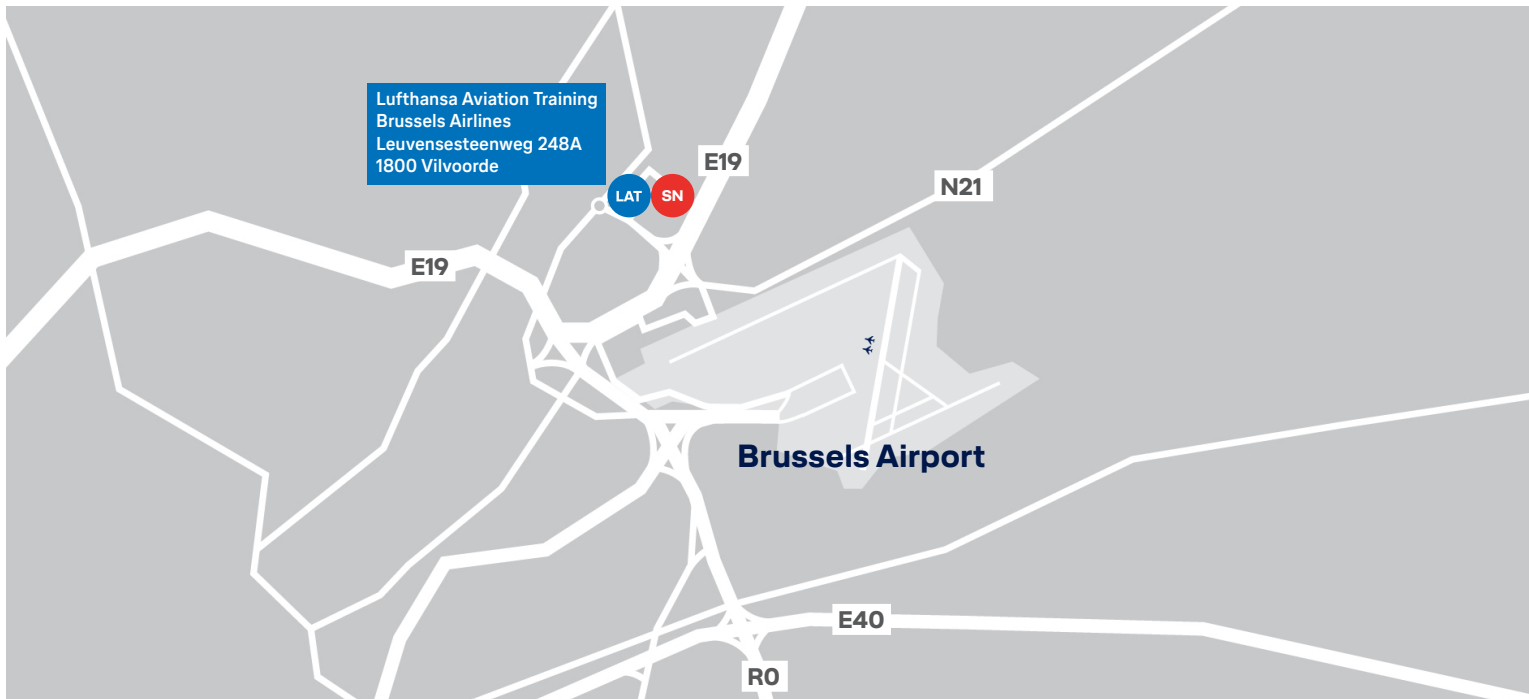 Lufthansa Aviation Training
Brussels Airlines
Leuvensesteenweg 248A
1800 Vilvoorde
E19
LAT
SN
N21
E19
Brussels Airport
E40
R0